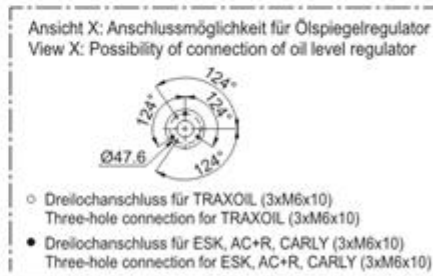 Ansicht X: Anschlussmöglichkeit für Ölspiegelregulator
View X: Possibility of connection of oil level regulator
124°
124°
124°
124°
Ø47.6
Dreilochanschluss für TRAXOIL (3xM6x10)
Three-hole connection for TRAXOIL (3xM6x10)
Dreilochanschluss für ESK, AC+R, CARLY (3xM6x10)
Three-hole connection for ESK, AC+R, CARLY (3xM6x10)